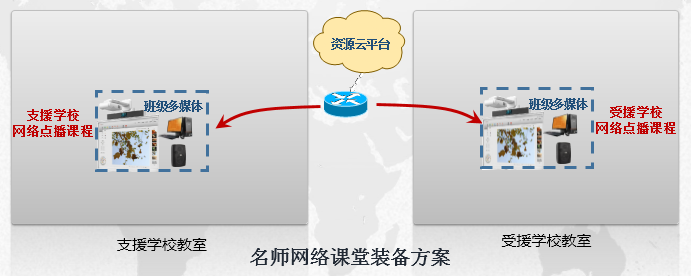 资源云平台
班级多媒体
支援学校
网络点播课程
班级多媒体
受援学校
网络点播课程
支援学校教室
受援学校教室
名师网络课堂装备方案